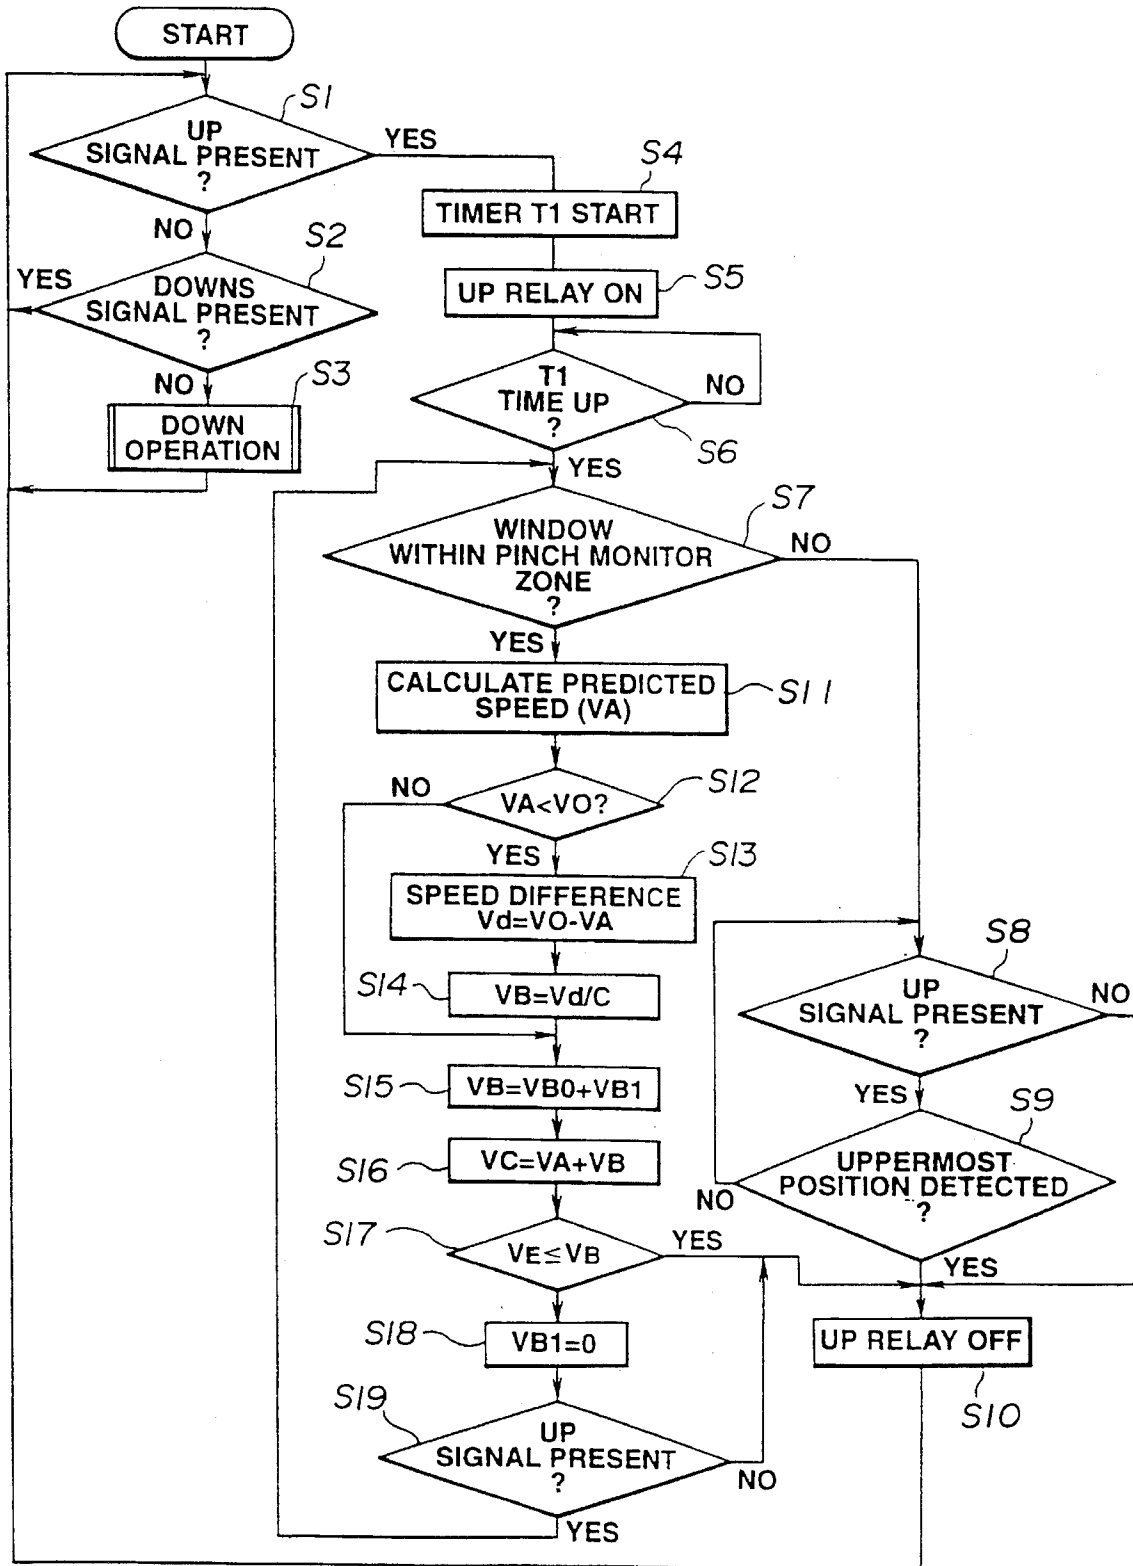 START
S1
UP
SIGNAL PRESENT
?
YES
NO
S2
YES
DOWNS
SIGNAL PRESENT
?
NO
S3
DOWN
OPERATION
S4
TIMER T1 START
S5
UP RELAY ON
T1
TIME UP
?
NO
S6
YES
S7
WINDOW
WITHIN PINCH MONITOR
ZONE
?
NO
YES
CALCULATE PREDICTED
SPEED (VA)
S11
S12
NO
VA<VO?
YES
S13
SPEED DIFFERENCE
Vd=VO-VA
S14
VB=Vd/C
S15
VB=VB0+VB1
S16
VC=VA+VB
S17
VE≤VB
YES
S18
VB1=0
S19
UP
SIGNAL PRESENT
?
NO
YES
S8
UP
SIGNAL PRESENT
?
NO
YES
S9
UPPERMOST
POSITION DETECTED
?
NO
YES
UP RELAY OFF
S10